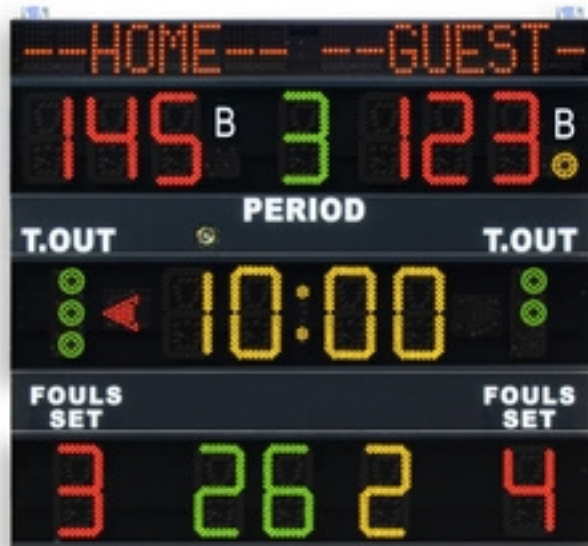 --HOME-- --GUEST-
145 B 3 123 B
PERIOD
T.OUT T.OUT
10:00
FOULS SET FOULS SET
3 26 2 4